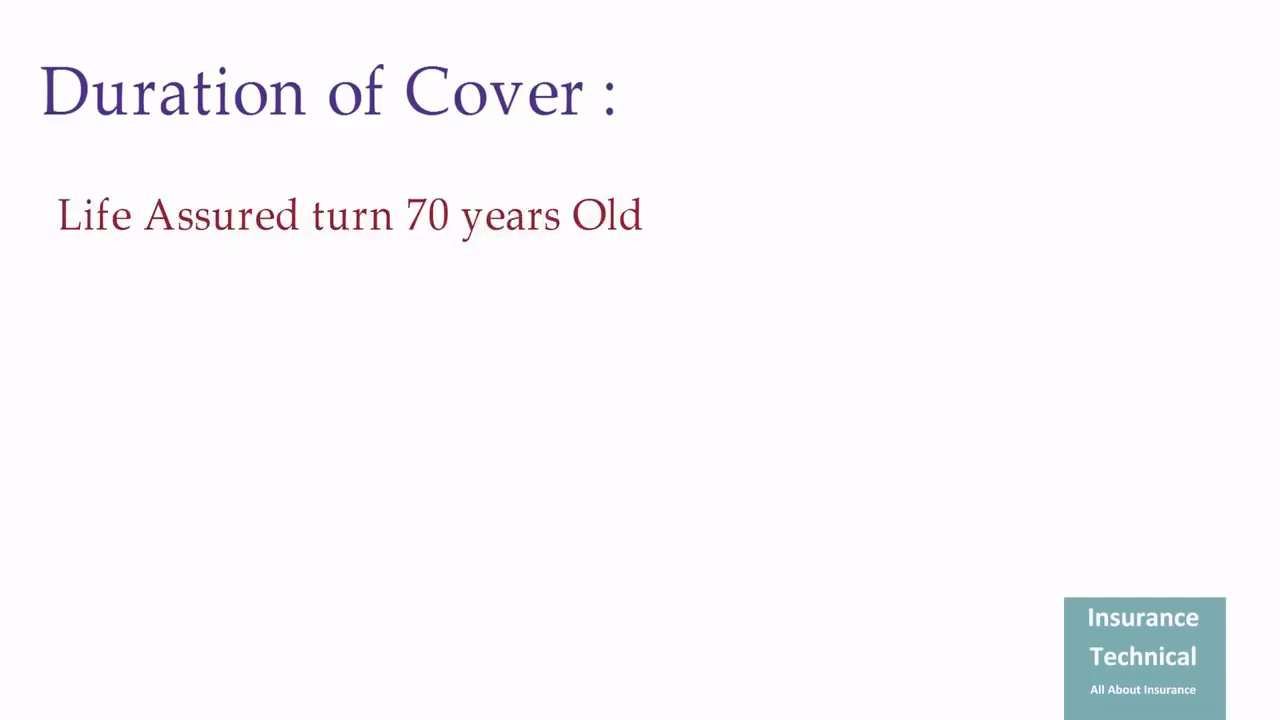 Duration of Cover :
Life Assured turn 70 years Old
Insurance
Technical
All About Insurance